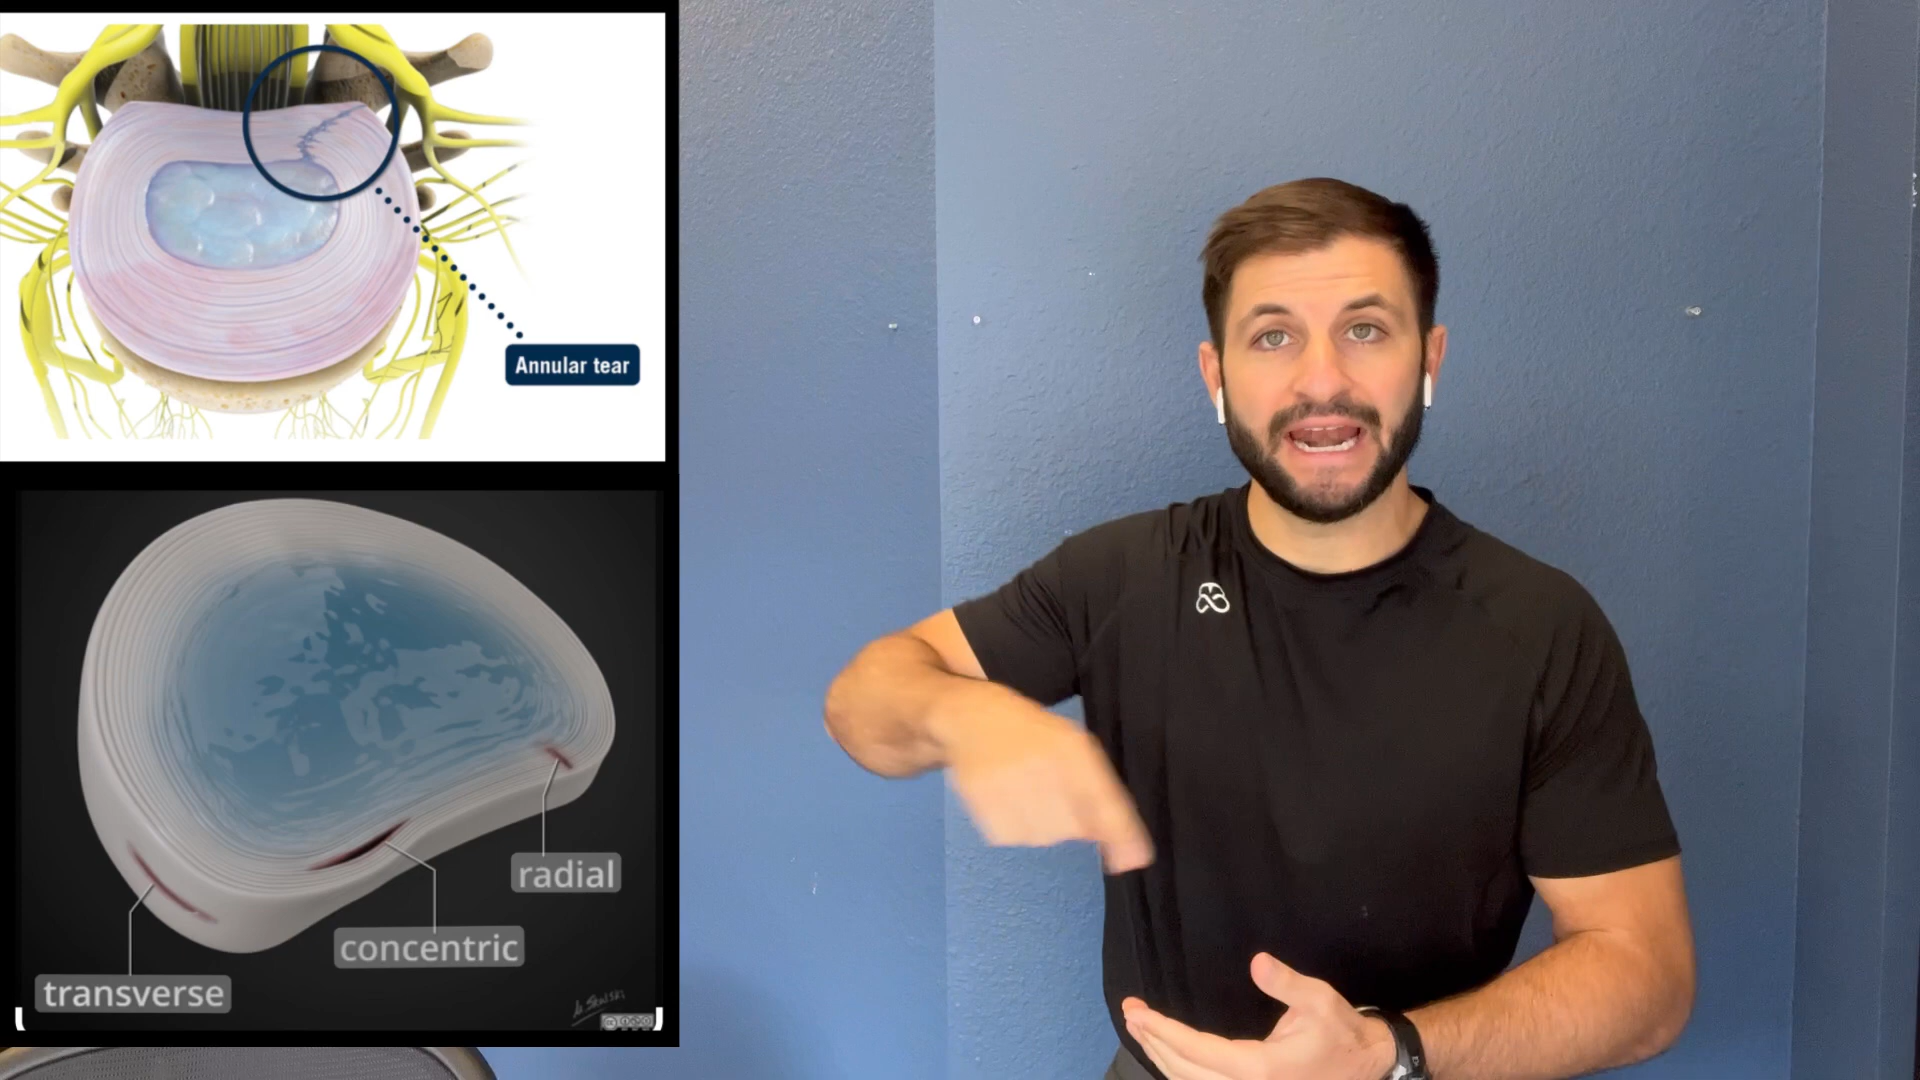 Annular tear
radial
concentric
transverse